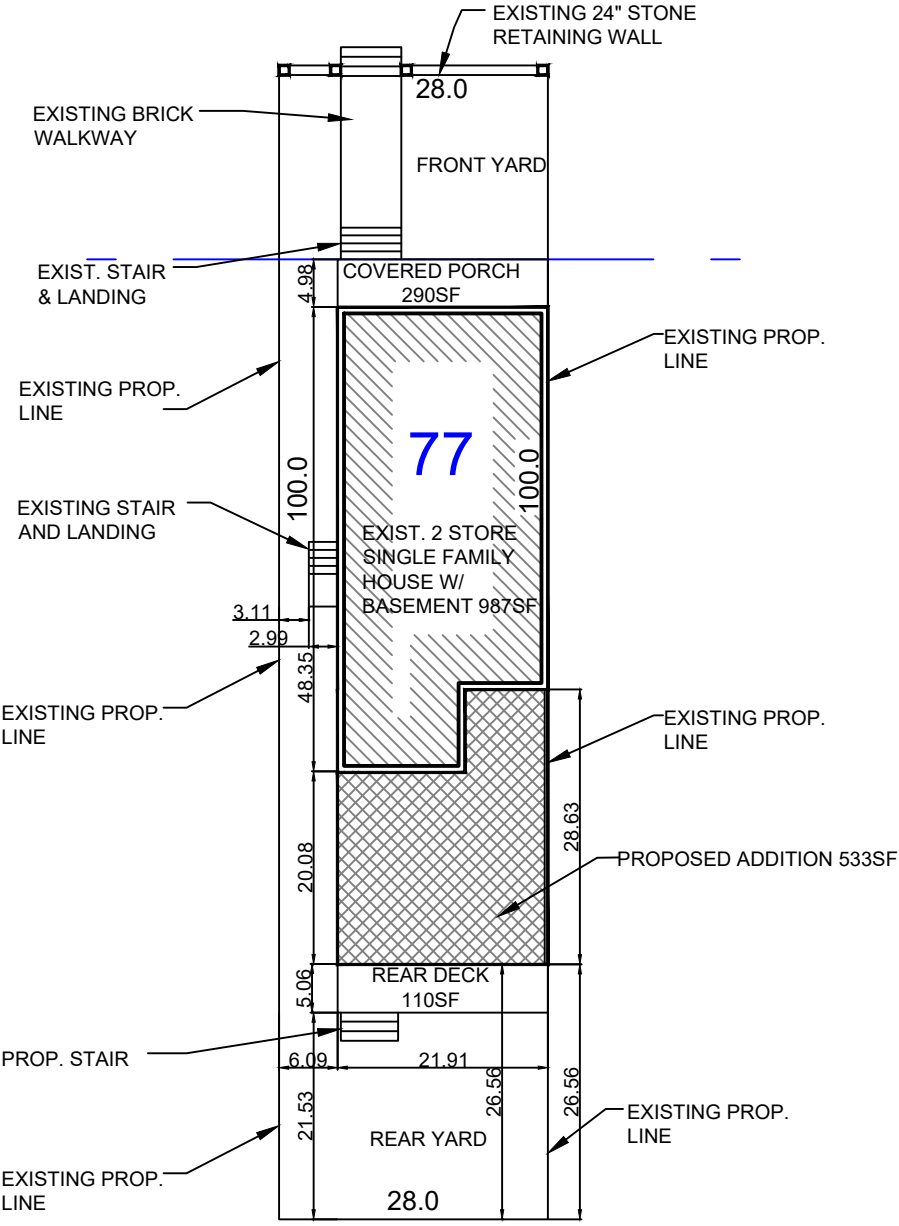 EXISTING 24" STONE
RETAINING WALL
28.0
EXISTING BRICK
WALKWAY
FRONT YARD
EXIST. STAIR
& LANDING
4.98
COVERED PORCH
290SF
EXISTING PROP.
LINE
EXISTING PROP.
LINE
77
100.0
100.0
EXISTING STAIR
AND LANDING
EXIST. 2 STORE
SINGLE FAMILY
HOUSE W/
BASEMENT 987SF
3.11
2.99
48.35
EXISTING PROP.
LINE
EXISTING PROP.
LINE
20.08
28.63
PROPOSED ADDITION 533SF
5.06
REAR DECK
110SF
PROP. STAIR
6.09
21.91
21.53
26.56
26.56
EXISTING PROP.
LINE
REAR YARD
EXISTING PROP.
LINE
28.0